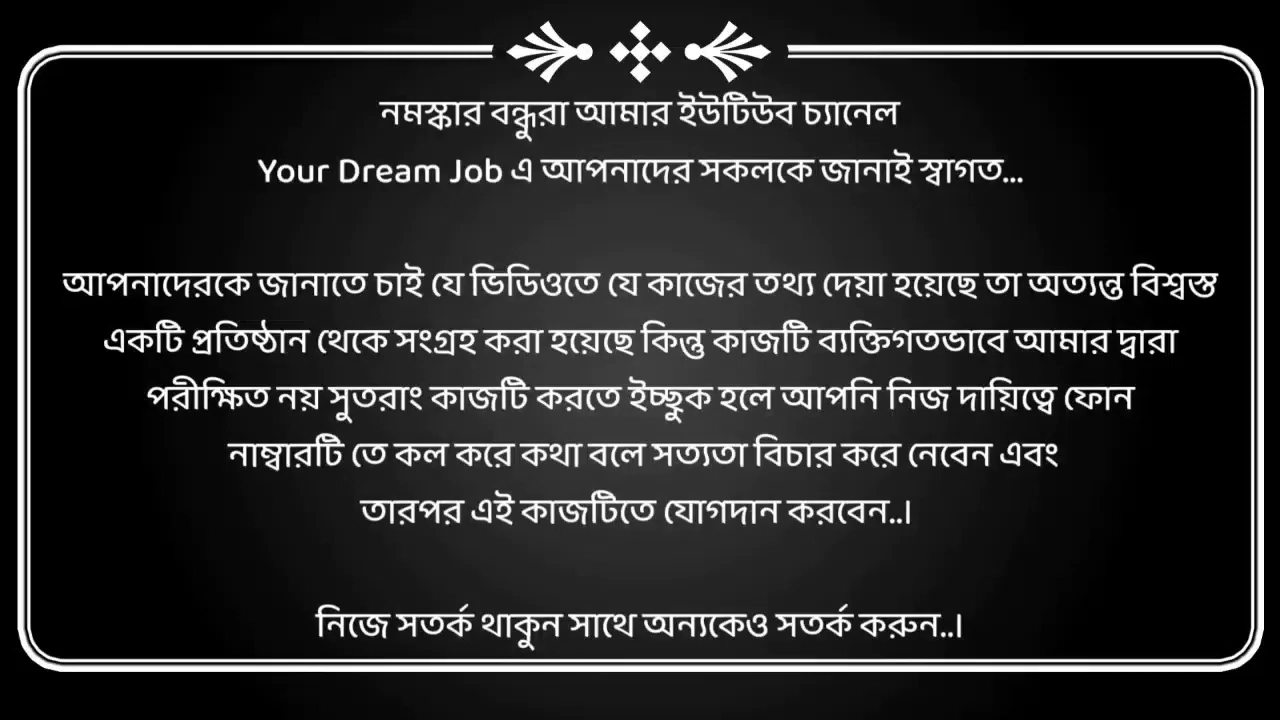 নমস্কার বন্ধুরা আমার ইউটিউব চ্যানেল
Your Dream Job এ আপনাদের সকলকে জানাই স্বাগত...
আপনাদেরকে জানাতে চাই যে ভিডিওতে যে কাজের তথ্য দেয়া হয়েছে তা অত্যন্ত বিশ্বস্ত
একটি প্রতিষ্ঠান থেকে সংগ্রহ করা হয়েছে কিন্তু কাজটি ব্যক্তিগতভাবে আমার দ্বারা
পরীক্ষিত নয় সুতরাং কাজটি করতে ইচ্ছুক হলে আপনি নিজ দায়িত্বে ফোন
নাম্বারটি তে কল করে কথা বলে সত্যতা বিচার করে নেবেন এবং
তারপর এই কাজটিতে যোগদান করবেন..।
নিজে সতর্ক থাকুন সাথে অন্যকেও সতর্ক করুন..।